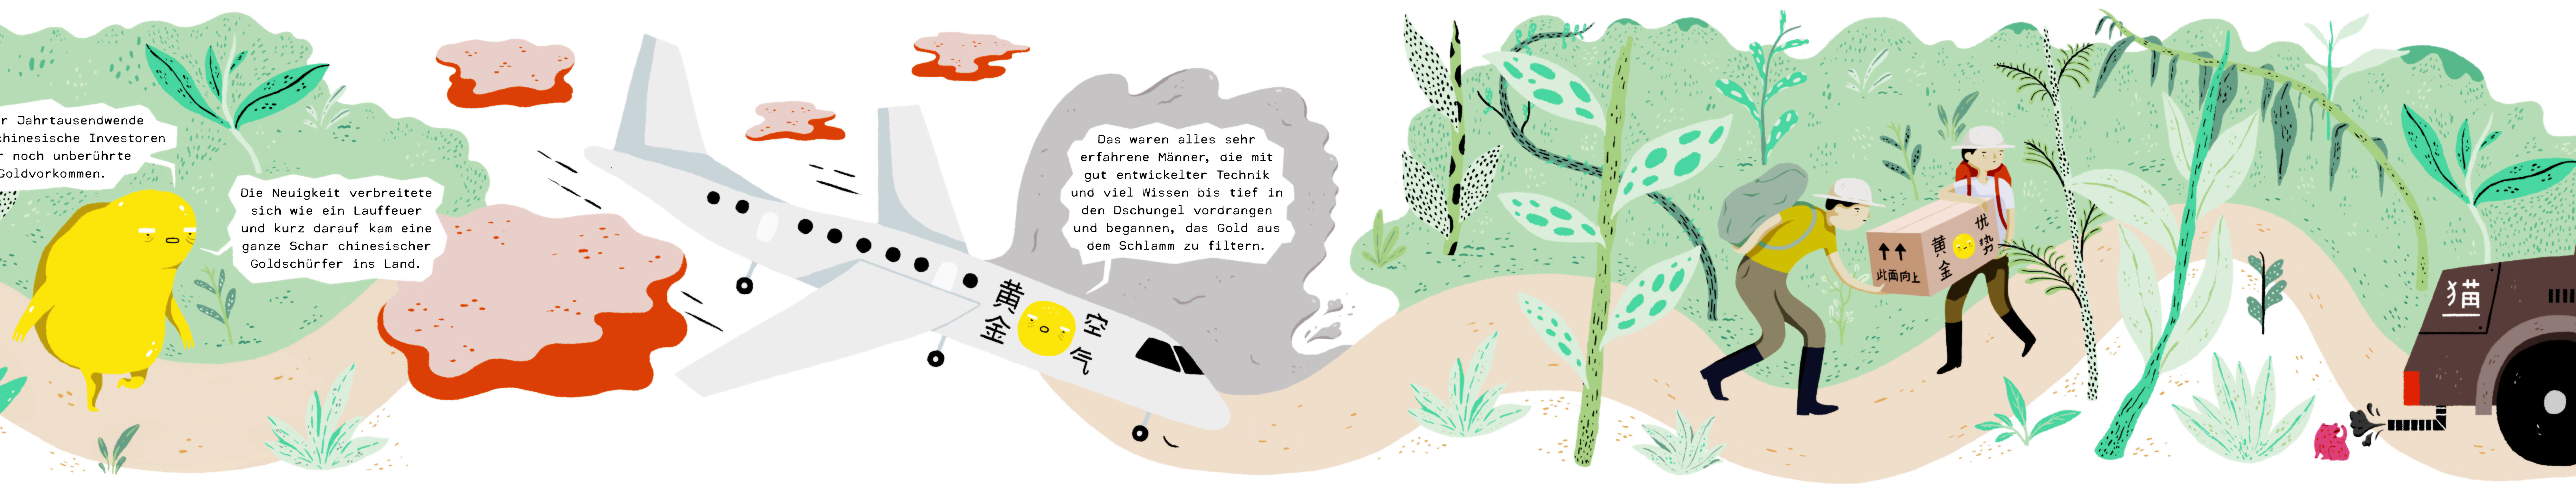 r Jahrtausendwende
chinesische Investoren
r noch unberührte
Goldvorkommen.
Die Neuigkeit verbreitete
sich wie ein Lauffeuer
und kurz darauf kam eine
ganze Schar chinesischer
Goldschürfer ins Land.
黄金
空气
Das waren alles sehr
erfahrene Männer, die mit
gut entwickelter Technik
und viel Wissen bis tief in
den Dschungel vordrangen
und begannen, das Gold aus
dem Schlamm zu filtern.
此面向上
黄金
优势
猫